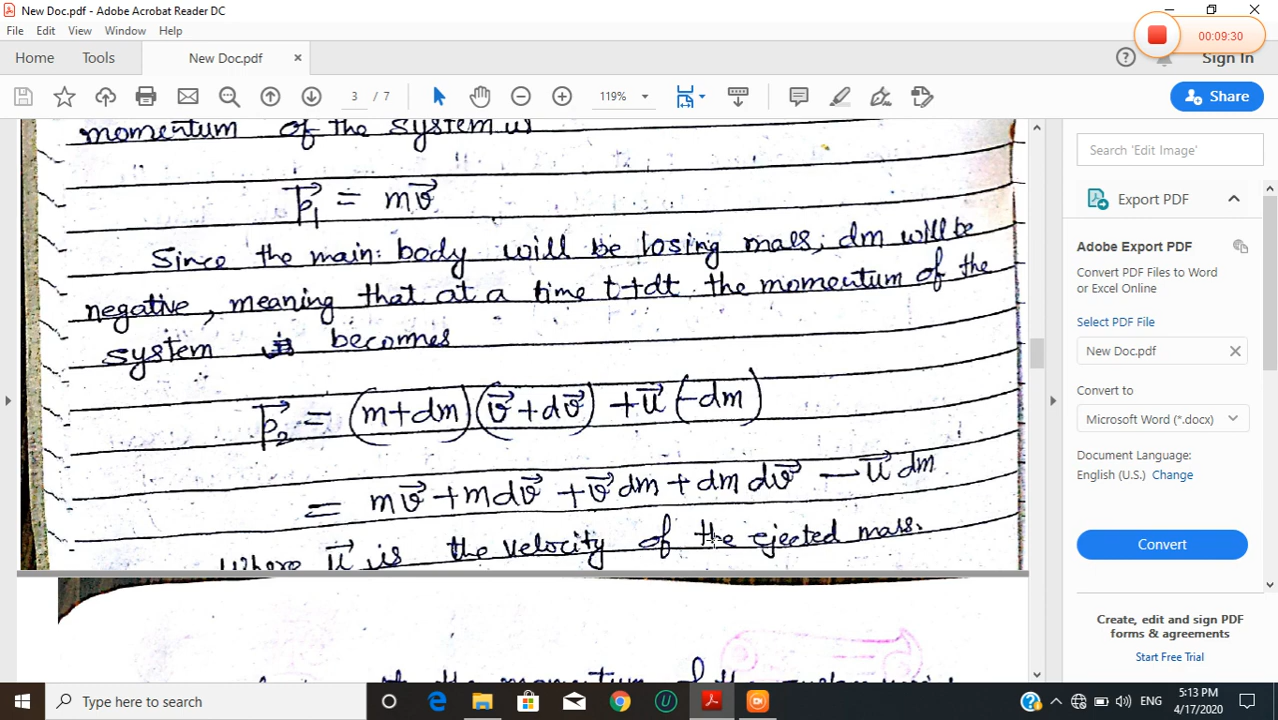 New Doc.pdf - Adobe Acrobat Reader DC
File Edit View Window Help
00:09:30
Home Tools New Doc.pdf × Sign In
3 / 7 119% Share
momentum of the system is
p⃗₁ = mv⃗
Since the main body will be losing mass, dm will be
negative, meaning that at a time t+dt the momentum of the
system becomes
p⃗₂ = (m+dm)(v⃗+dv⃗) + u⃗(-dm)
= mv⃗ + mdv⃗ + v⃗dm + dm dv⃗ - u⃗ dm
Where u⃗ is the velocity of the ejected mass.
the momentum of the
Search 'Edit Image'
Export PDF
Adobe Export PDF
Convert PDF Files to Word
or Excel Online
Select PDF File
New Doc.pdf
Convert to
Microsoft Word (*.docx)
Document Language:
English (U.S.) Change
Convert
Create, edit and sign PDF
forms & agreements
Start Free Trial
Type here to search
ENG
5:13 PM
4/17/2020